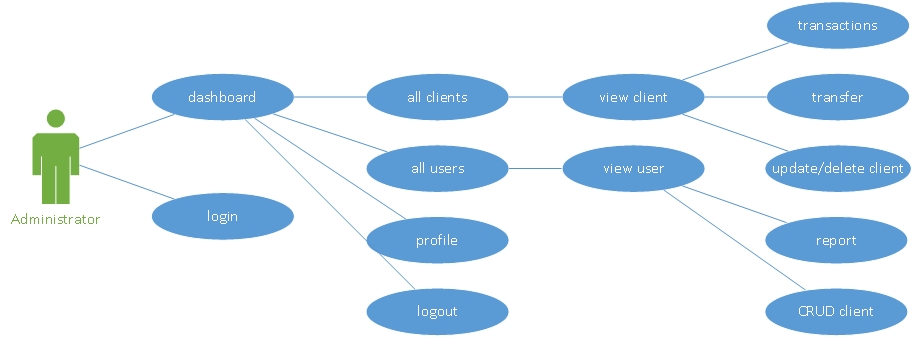 transactions
dashboard
all clients
view client
transfer
all users
view user
update/delete client
Administrator
login
profile
report
logout
CRUD client